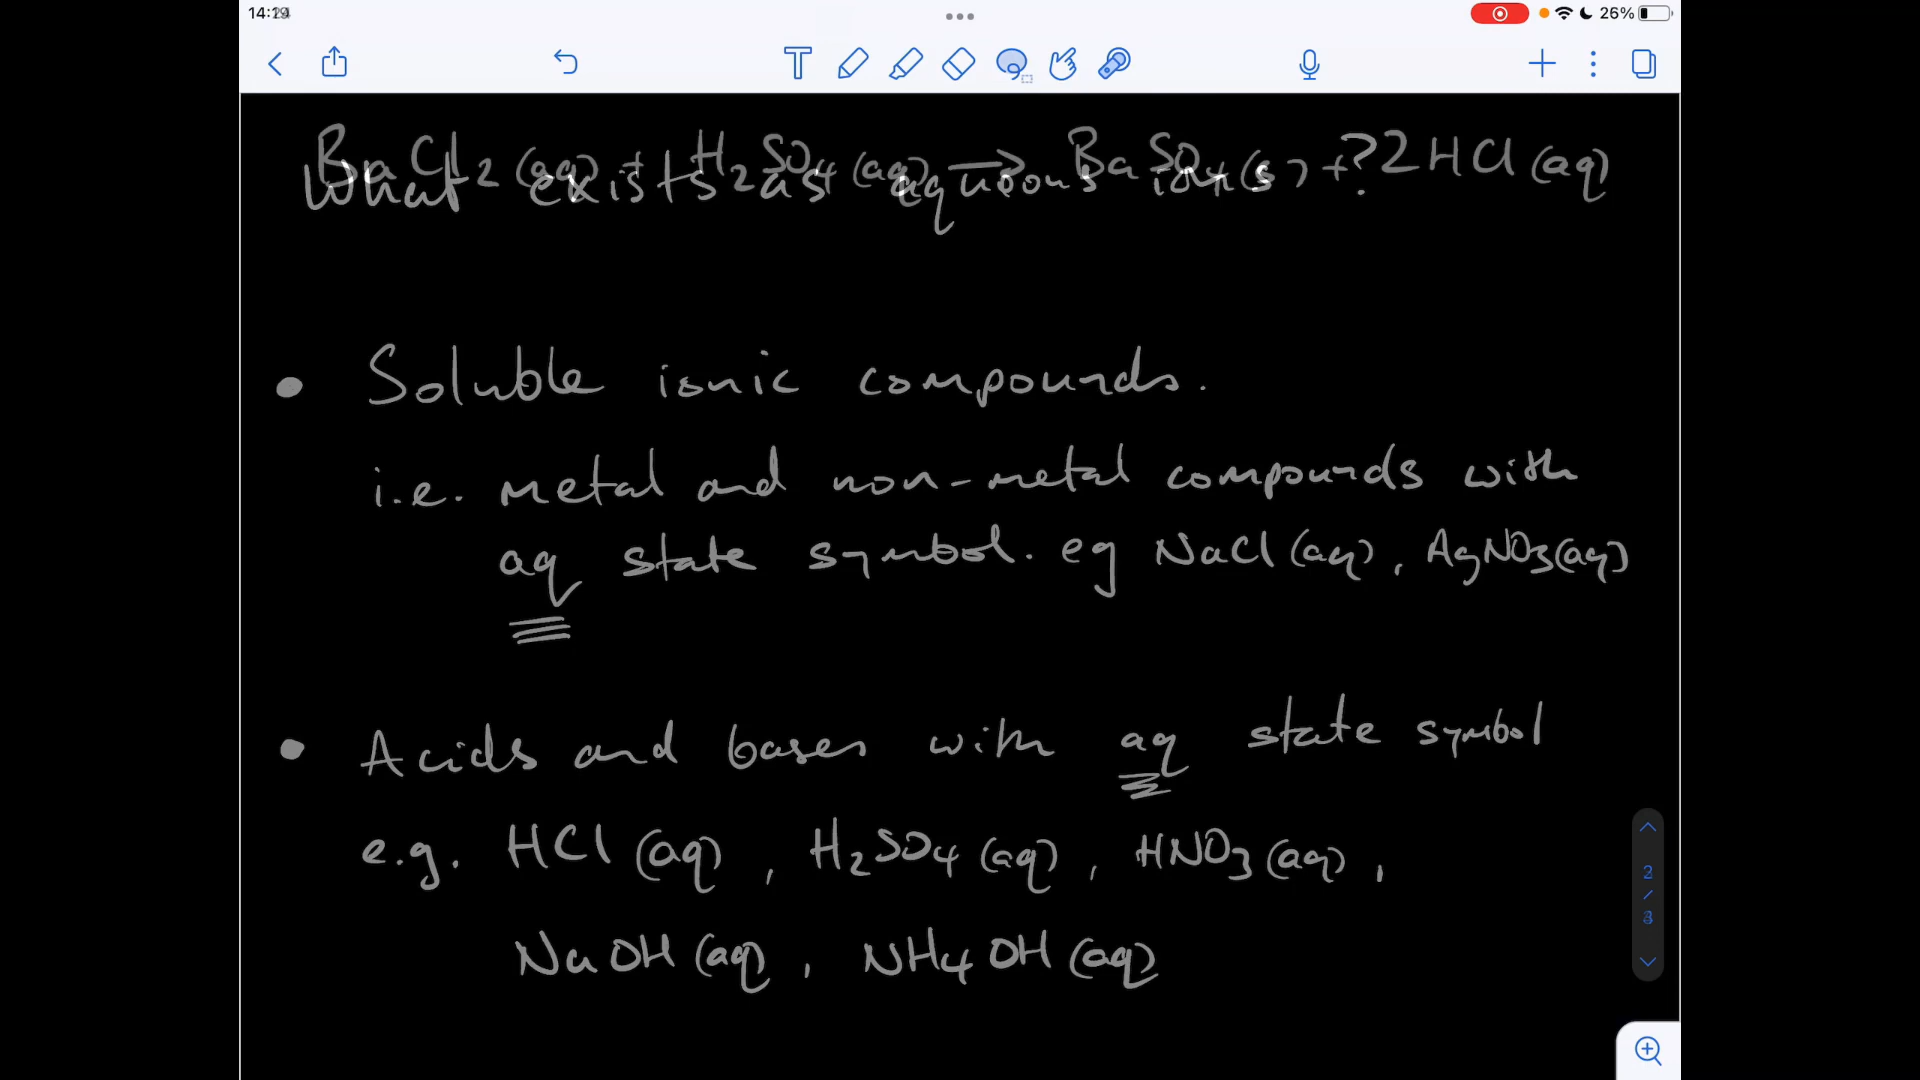 14:19
26%
BaCl2 (aq) + H2SO4 (aq) → BaSO4 (s) + 2HCl (aq)
What exists as aqueous ions?
• Soluble ionic compounds.
i.e. metal and non-metal compounds with
aq state symbol. eg NaCl (aq), AgNO3 (aq)
• Acids and bases with aq state symbol
e.g. HCl (aq), H2SO4 (aq), HNO3 (aq),
NaOH (aq), NH4OH (aq)
2
/